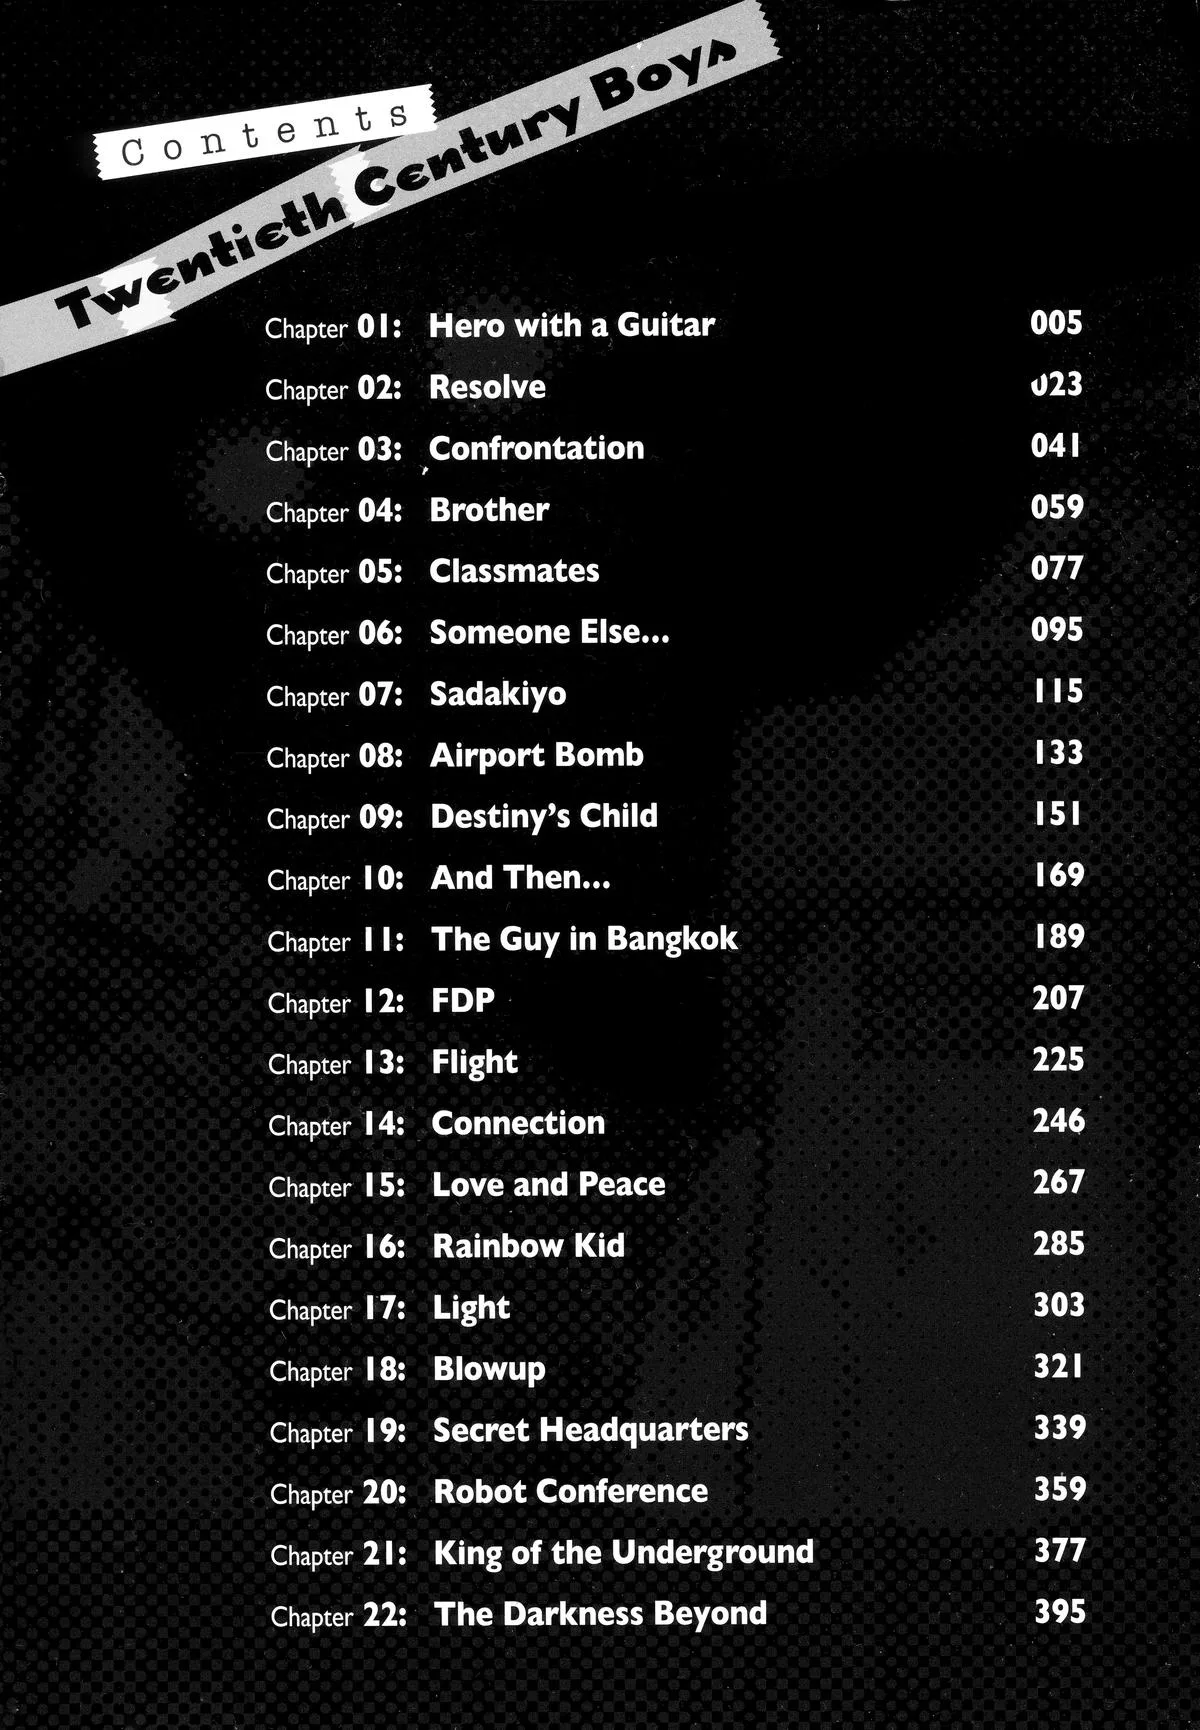 Contents
Twentieth Century Boys
Chapter 01: Hero with a Guitar 005
Chapter 02: Resolve 023
Chapter 03: Confrontation 041
Chapter 04: Brother 059
Chapter 05: Classmates 077
Chapter 06: Someone Else... 095
Chapter 07: Sadakiyo 115
Chapter 08: Airport Bomb 133
Chapter 09: Destiny's Child 151
Chapter 10: And Then... 169
Chapter 11: The Guy in Bangkok 189
Chapter 12: FDP 207
Chapter 13: Flight 225
Chapter 14: Connection 246
Chapter 15: Love and Peace 267
Chapter 16: Rainbow Kid 285
Chapter 17: Light 303
Chapter 18: Blowup 321
Chapter 19: Secret Headquarters 339
Chapter 20: Robot Conference 359
Chapter 21: King of the Underground 377
Chapter 22: The Darkness Beyond 395